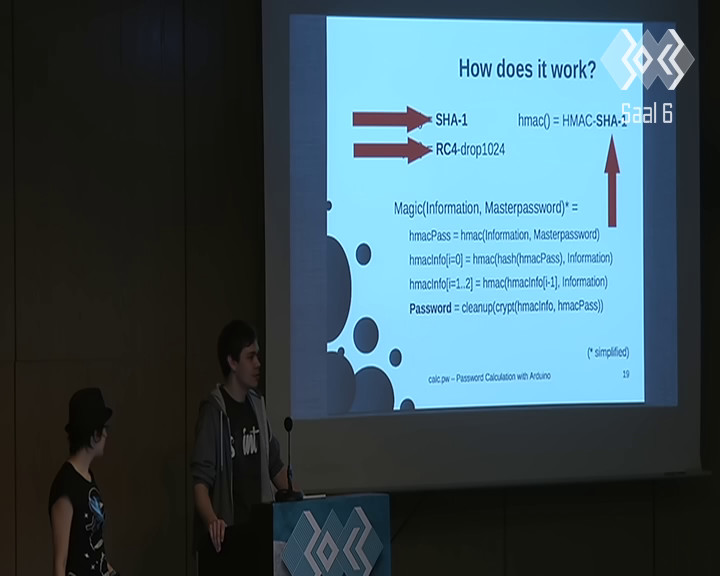 How does it work?
SHA-1
hmac() = HMAC-SHA-1
RC4-drop1024
Magic(Information, Masterpassword)* =
hmacPass = hmac(Information, Masterpassword)
hmacInfo[i=0] = hmac(hash(hmacPass), Information)
hmacInfo[i=1..2] = hmac(hmacInfo[i-1], Information)
Password = cleanup(crypt(hmacInfo, hmacPass))
(* simplified)
calc.pw – Password Calculation with Arduino
19
Saal 6
int